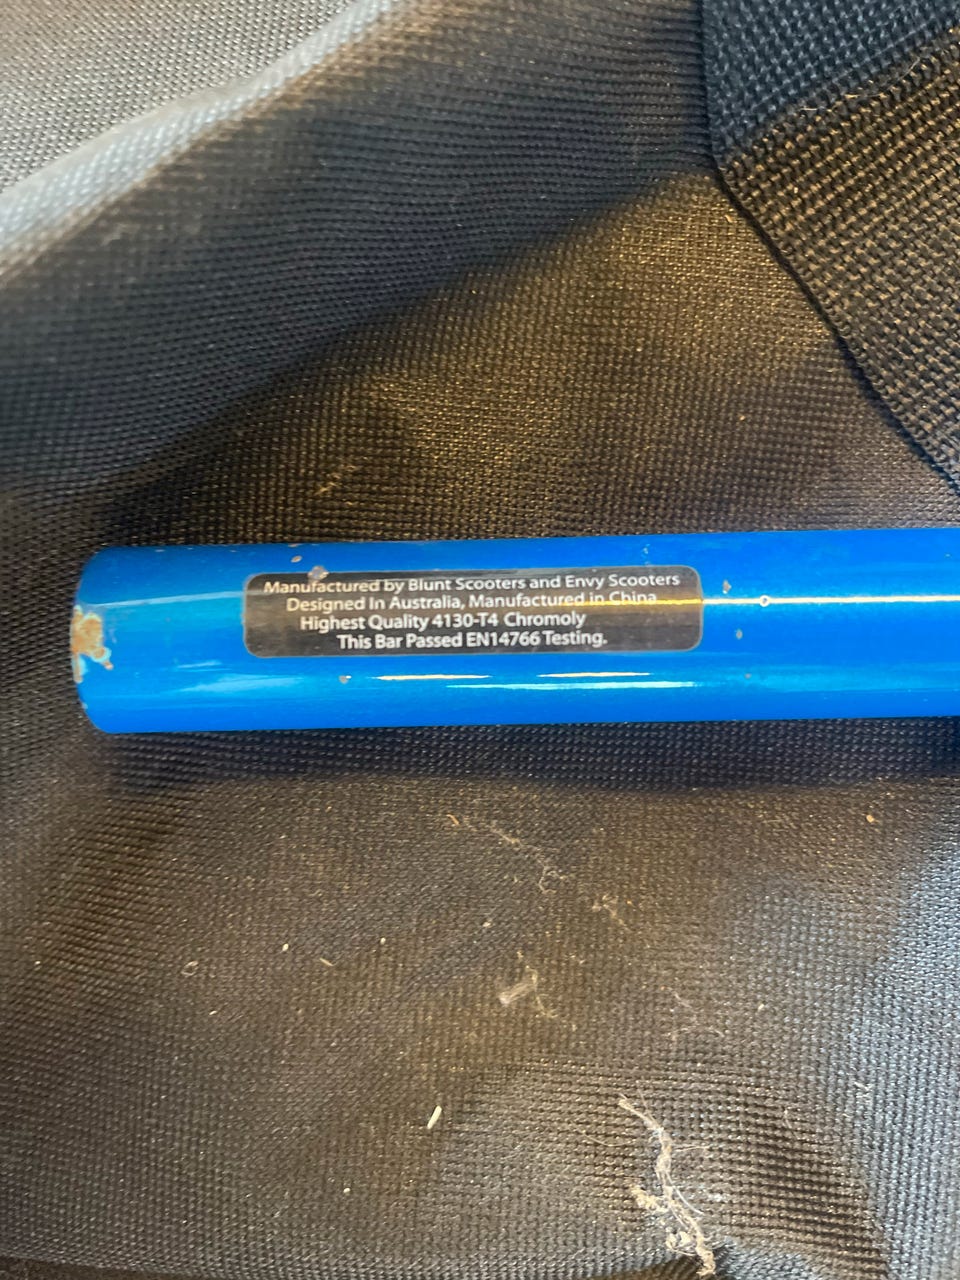 Manufactured by Blunt Scooters and Envy Scooters
Designed In Australia, Manufactured in China
Highest Quality 4130-T4 Chromoly
This Bar Passed EN14766 Testing.